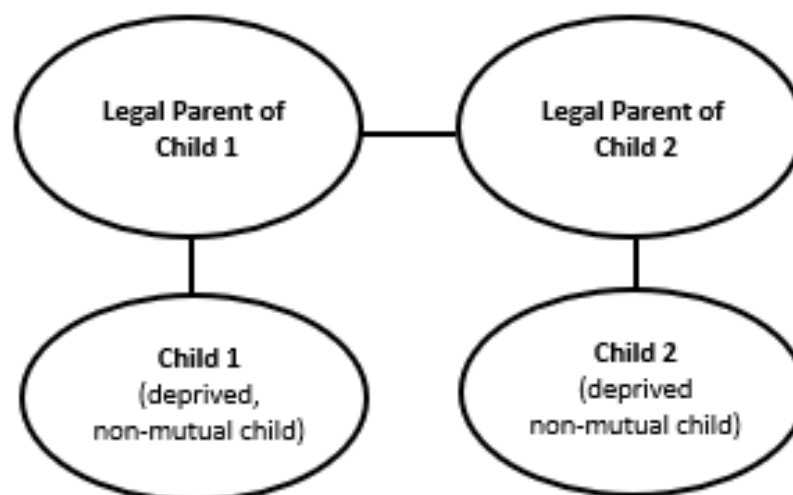 Legal Parent of
Child 1
Legal Parent of
Child 2
Child 1
(deprived,
non-mutual child)
Child 2
(deprived
non-mutual child)